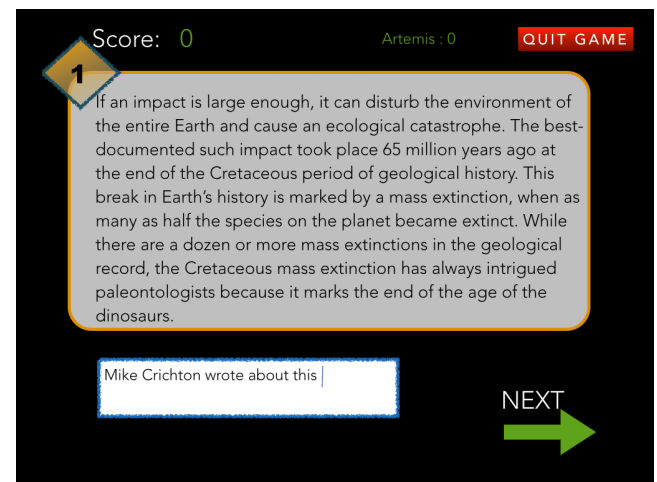 Score: 0
Artemis : 0
QUIT GAME
1
If an impact is large enough, it can disturb the environment of
the entire Earth and cause an ecological catastrophe. The best-
documented such impact took place 65 million years ago at
the end of the Cretaceous period of geological history. This
break in Earth’s history is marked by a mass extinction, when as
many as half the species on the planet became extinct. While
there are a dozen or more mass extinctions in the geological
record, the Cretaceous mass extinction has always intrigued
paleontologists because it marks the end of the age of the
dinosaurs.
Mike Crichton wrote about this
NEXT